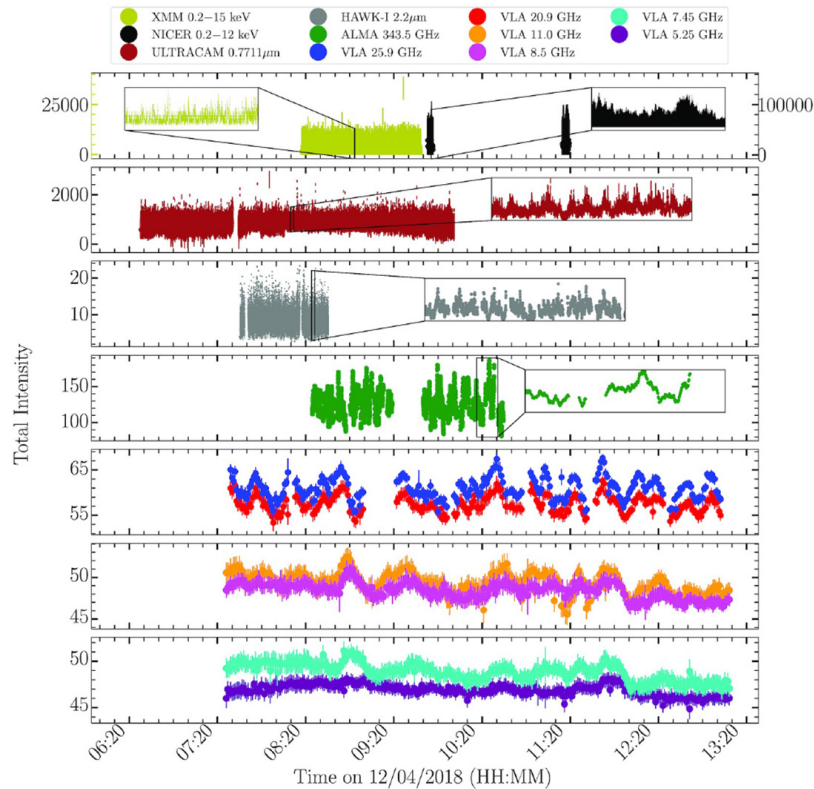 XMM 0.2−15 keV HAWK-I 2.2μm VLA 20.9 GHz VLA 7.45 GHz
NICER 0.2−12 keV ALMA 343.5 GHz VLA 11.0 GHz VLA 5.25 GHz
ULTRACAM 0.7711μm VLA 25.9 GHz VLA 8.5 GHz
25000 100000
0 0
2000
0
20
10
Total Intensity
150
100
65
55
50
45
50
45
06:20 07:20 08:20 09:20 10:20 11:20 12:20 13:20
Time on 12/04/2018 (HH:MM)